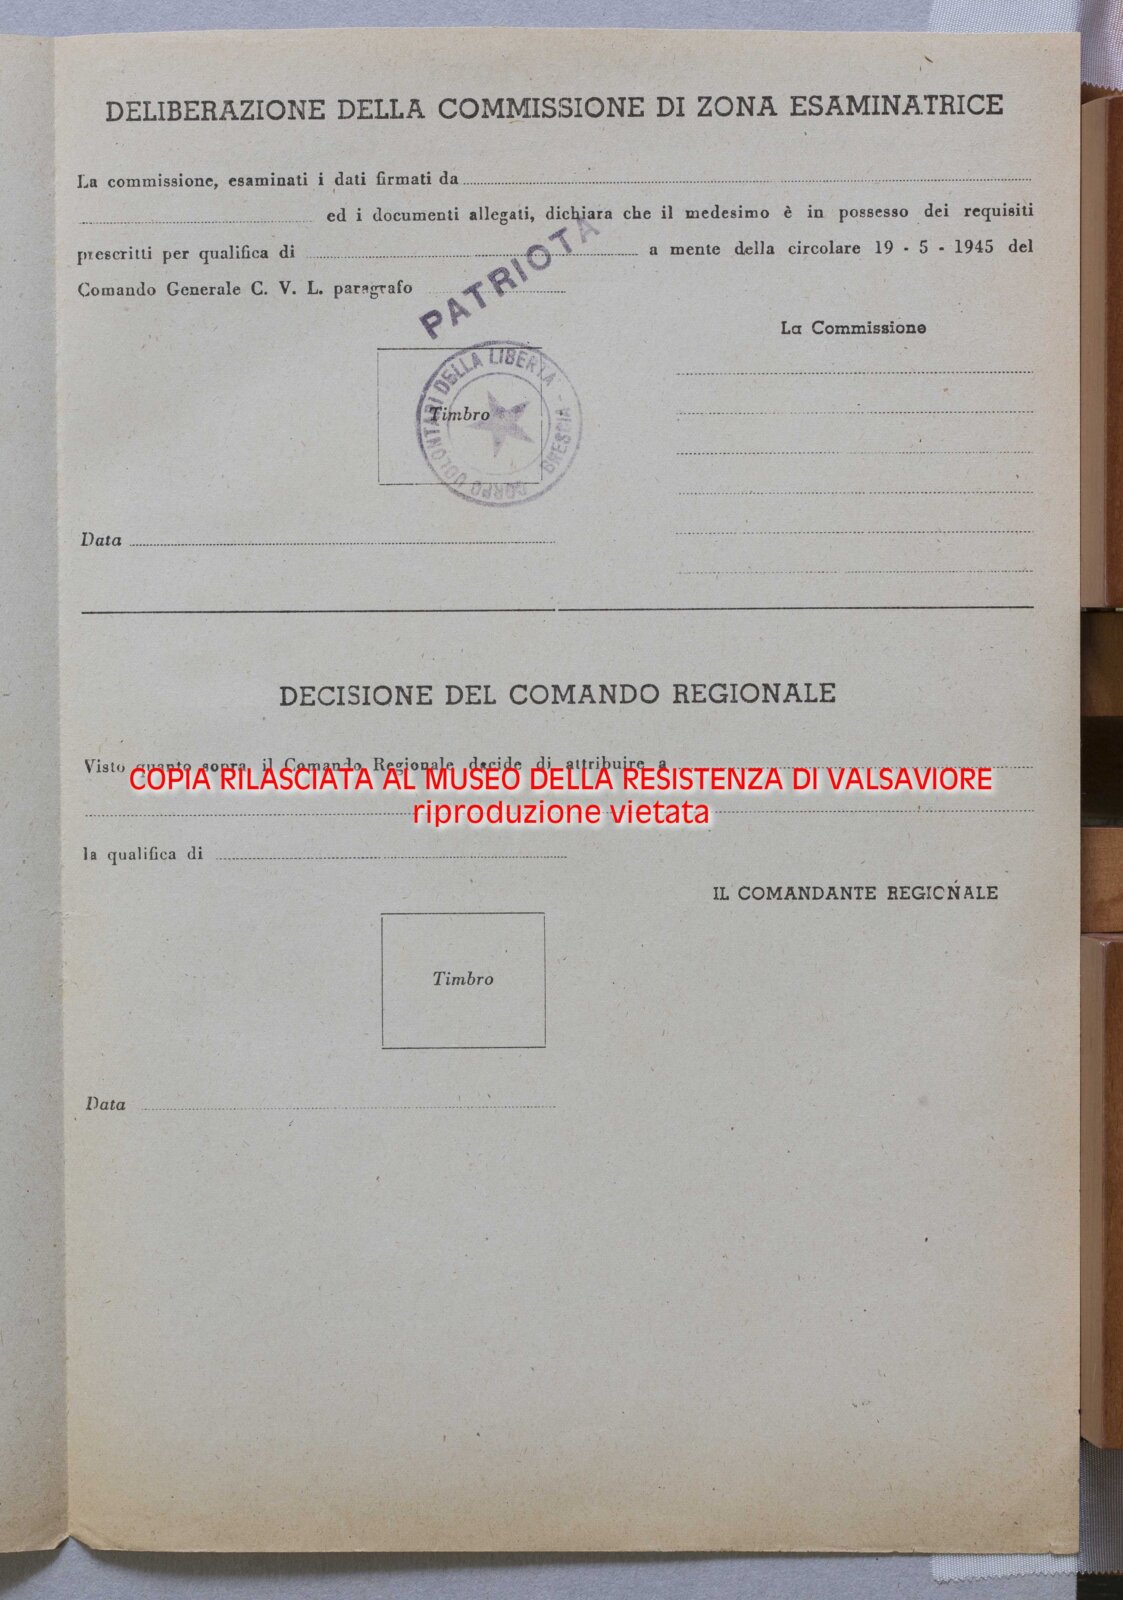 DELIBERAZIONE DELLA COMMISSIONE DI ZONA ESAMINATRICE
La commissione, esaminati i dati firmati da
ed i documenti allegati, dichiara che il medesimo è in possesso dei requisiti
prescritti per qualifica di a mente della circolare 19 - 5 - 1945 del
Comando Generale C. V. L. paragrafo
PATRIOTA
La Commissione
Timbro
CORPO VOLONTARI DELLA LIBERTA - BRESCIA
Data
DECISIONE DEL COMANDO REGIONALE
Visto quanto sopra il Comando Regionale decide di attribuire a
COPIA RILASCIATA AL MUSEO DELLA RESISTENZA DI VALSAVIORE
riproduzione vietata
la qualifica di
IL COMANDANTE REGIONALE
Timbro
Data